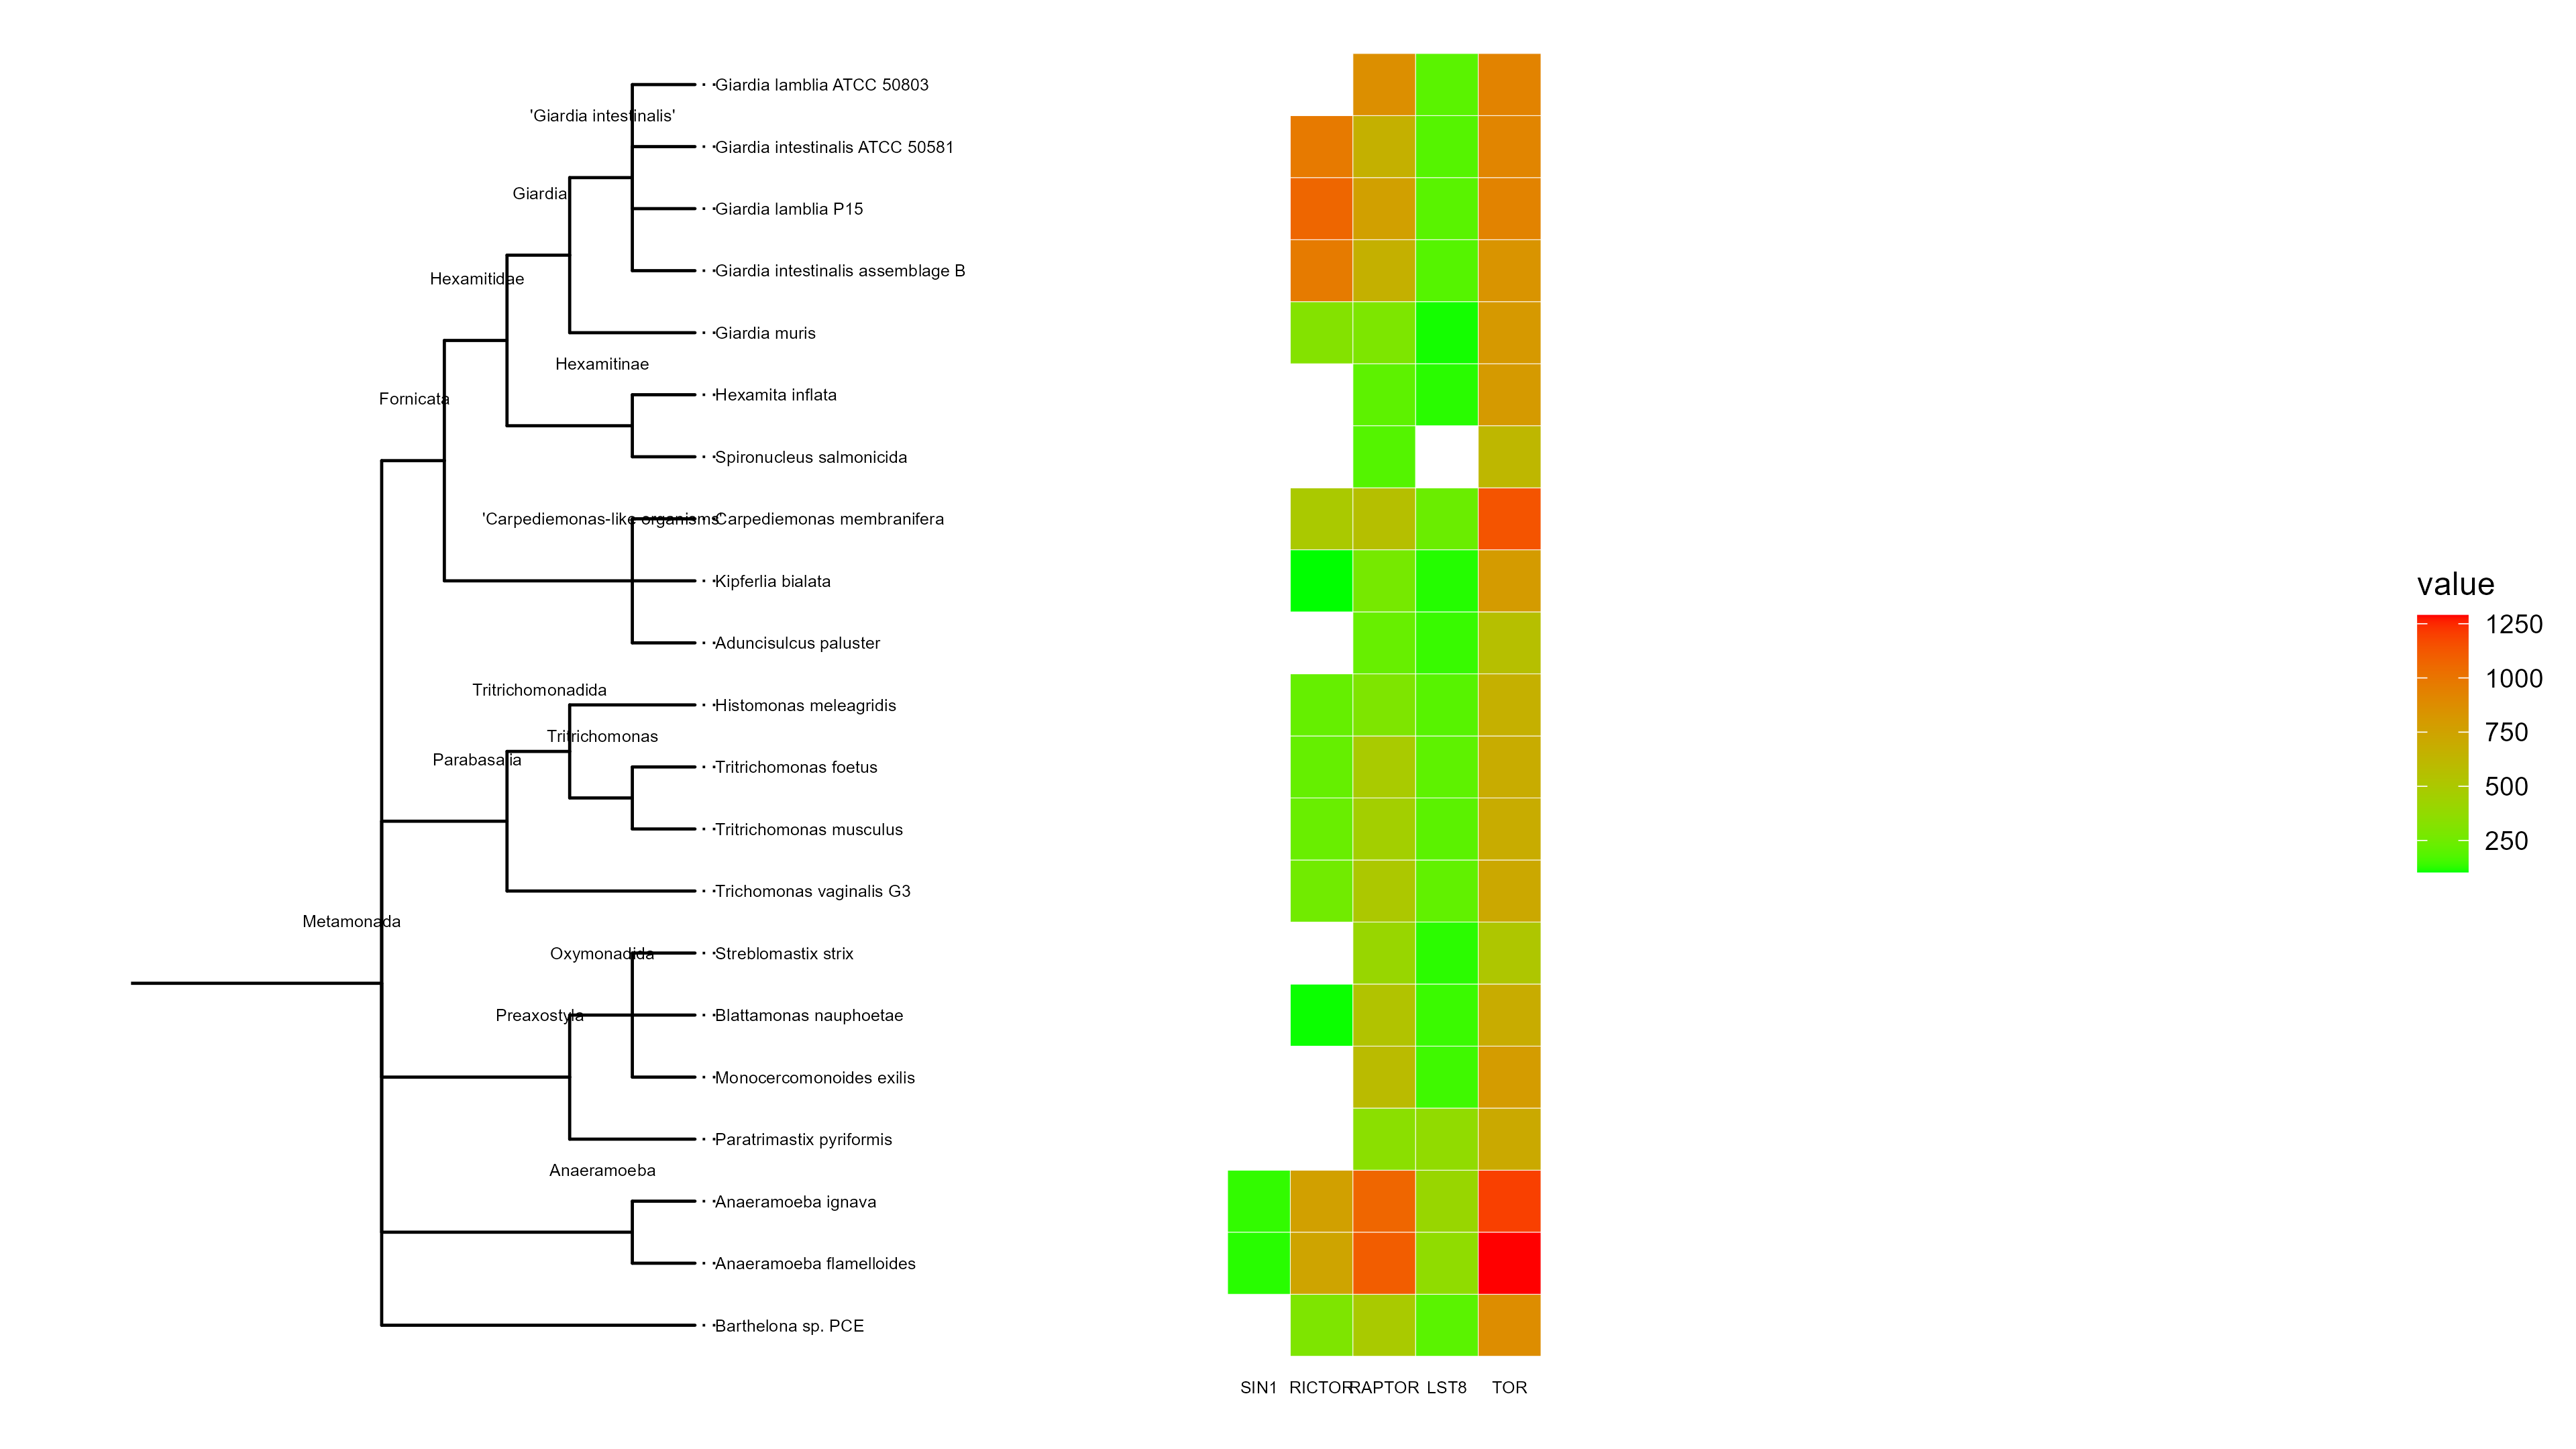 Giardia lamblia ATCC 50803
'Giardia intestinalis'
Giardia intestinalis ATCC 50581
Giardia
Giardia lamblia P15
Giardia intestinalis assemblage B
Hexamitidae
Giardia muris
Hexamitinae
Hexamita inflata
Fornicata
Spironucleus salmonicida
'Carpediemonas-like organisms'
Carpediemonas membranifera
Kipferlia bialata
Aduncisulcus paluster
Tritrichomonadida
Histomonas meleagridis
Tritrichomonas
Parabasalia
Tritrichomonas foetus
Tritrichomonas musculus
Trichomonas vaginalis G3
Metamonada
Oxymonadida
Streblomastix strix
Preaxostyla
Blattamonas nauphoetae
Monocercomonoides exilis
Paratrimastix pyriformis
Anaeramoeba
Anaeramoeba ignava
Anaeramoeba flamelloides
Barthelona sp. PCE
SIN1 RICTOR RAPTOR LST8 TOR
value
1250
1000
750
500
250